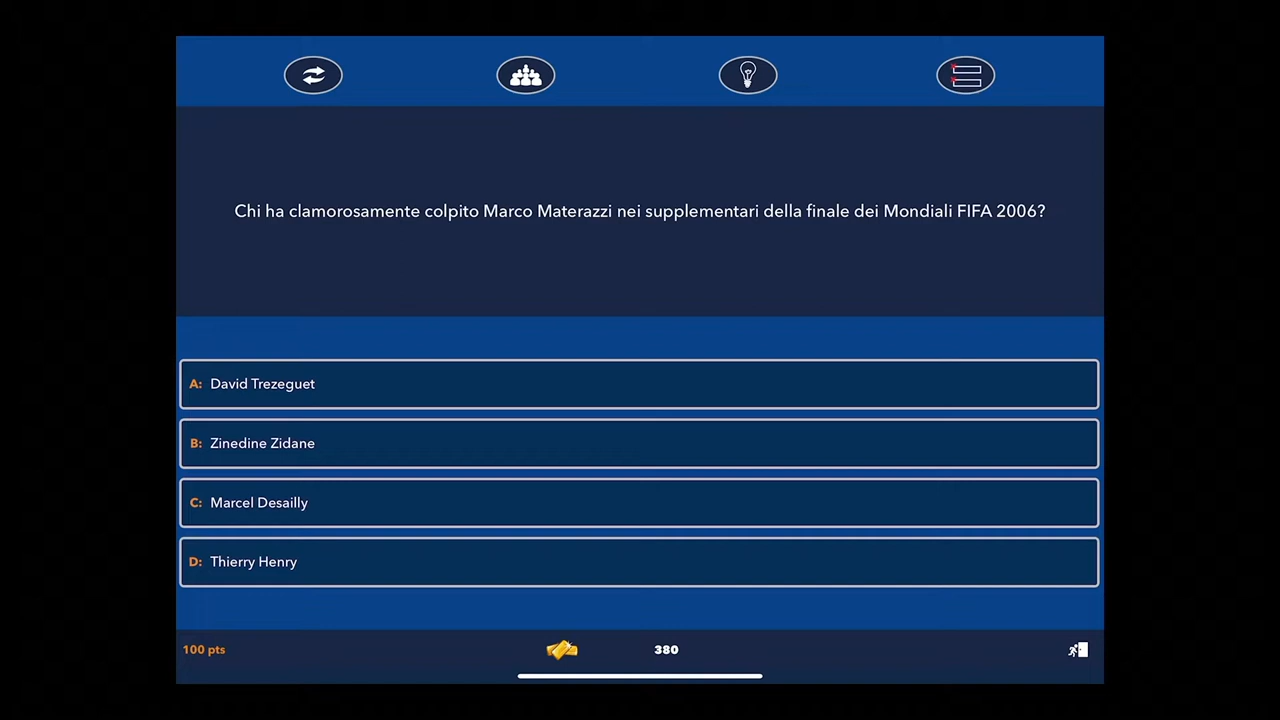 Chi ha clamorosamente colpito Marco Materazzi nei supplementari della finale dei Mondiali FIFA 2006?
A: David Trezeguet
B: Zinedine Zidane
C: Marcel Desailly
D: Thierry Henry
100 pts 380